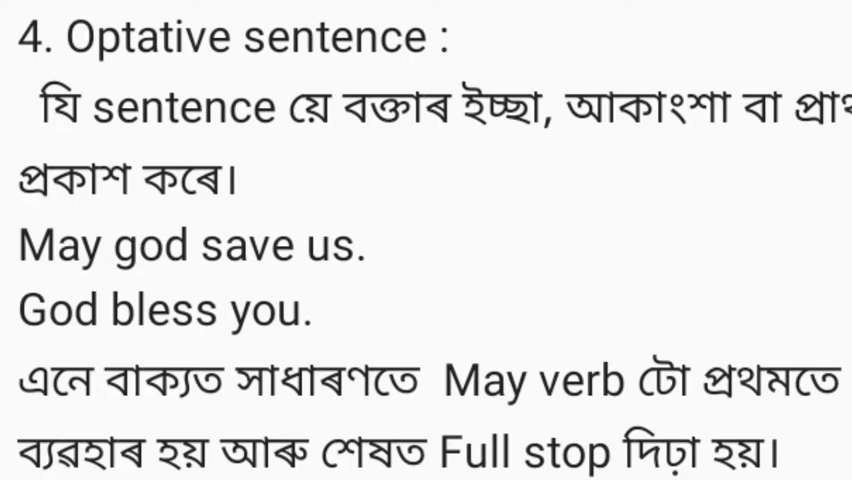 4. Optative sentence :
যি sentence য়ে বক্তাৰ ইচ্ছা, আকাংশা বা
প্ৰকাশ কৰে।
May god save us.
God bless you.
এনে বাক্যত সাধাৰণতে May verb টো প্ৰথমতে
ব্যৱহাৰ হয় আৰু শেষত Full stop দিঢ়া হয়।